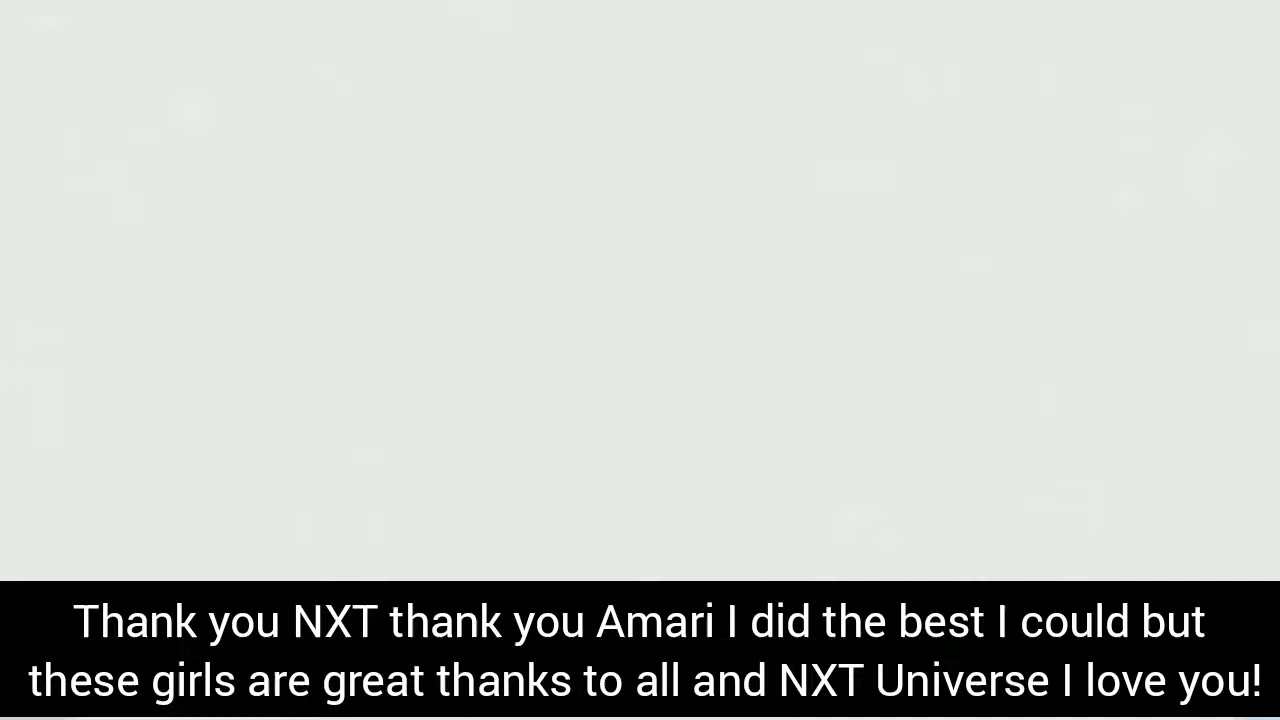 Thank you NXT thank you Amari I did the best I could but
these girls are great thanks to all and NXT Universe I love you!